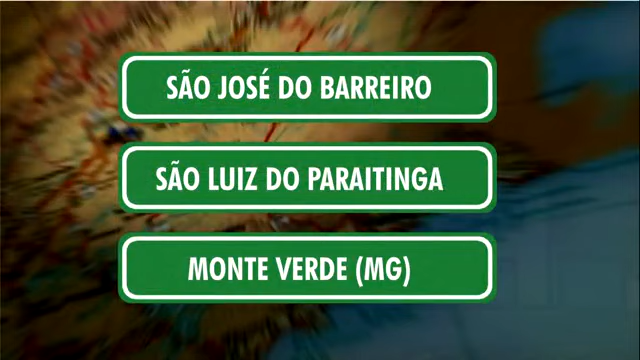 SÃO JOSÉ DO BARREIRO
SÃO LUIZ DO PARAITINGA
MONTE VERDE (MG)